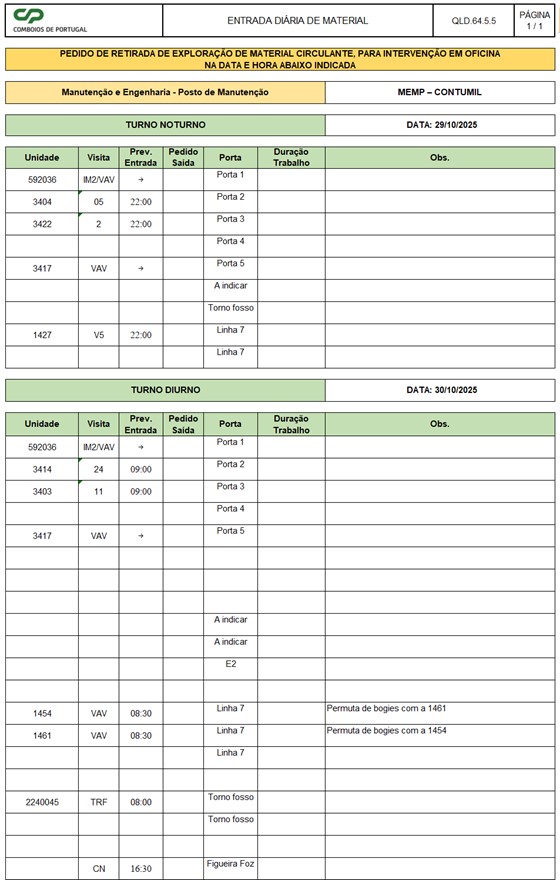 CP
COMBOIOS DE PORTUGAL
ENTRADA DIÁRIA DE MATERIAL
QLD.64.5.5
PÁGINA
1 / 1
PEDIDO DE RETIRADA DE EXPLORAÇÃO DE MATERIAL CIRCULANTE, PARA INTERVENÇÃO EM OFICINA
NA DATA E HORA ABAIXO INDICADA
Manutenção e Engenharia - Posto de Manutenção MEMP – CONTUMIL
TURNO NOTURNO DATA: 29/10/2025
Unidade Visita Prev. Entrada Pedido Saída Porta Duração Trabalho Obs.
592036 IM2/VAV → Porta 1
3404 05 22:00 Porta 2
3422 2 22:00 Porta 3
Porta 4
3417 VAV → Porta 5
A indicar
Torno fosso
1427 V5 22:00 Linha 7
Linha 7
TURNO DIURNO DATA: 30/10/2025
Unidade Visita Prev. Entrada Pedido Saída Porta Duração Trabalho Obs.
592036 IM2/VAV → Porta 1
3414 24 09:00 Porta 2
3403 11 09:00 Porta 3
Porta 4
3417 VAV → Porta 5
A indicar
A indicar
E2
1454 VAV 08:30 Linha 7 Permuta de bogies com a 1461
1461 VAV 08:30 Linha 7 Permuta de bogies com a 1454
Linha 7
2240045 TRF 08:00 Torno fosso
Torno fosso
CN 16:30 Figueira Foz